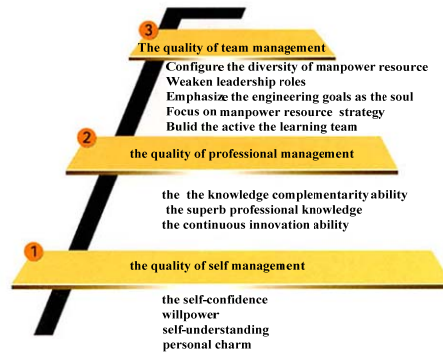 3
The quality of team management
Configure the diversity of manpower resource
Weaken leadership roles
Emphasize the engineering goals as the soul
Focus on manpower resource strategy
Bulid the active the learning team
2
the quality of professional management
the the knowledge complementarity ability
the superb professional knowledge
the continuous innovation ability
1
the quality of self management
the self-confidence
willpower
self-understanding
personal charm